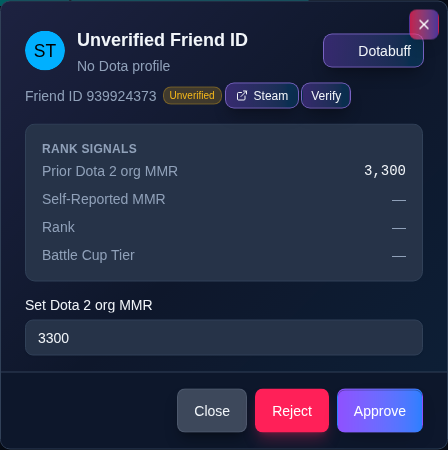 ST
Unverified Friend ID
No Dota profile
Dotabuff
Friend ID 939924373 Unverified Steam Verify
RANK SIGNALS
Prior Dota 2 org MMR 3,300
Self-Reported MMR —
Rank —
Battle Cup Tier —
Set Dota 2 org MMR
3300
Close Reject Approve